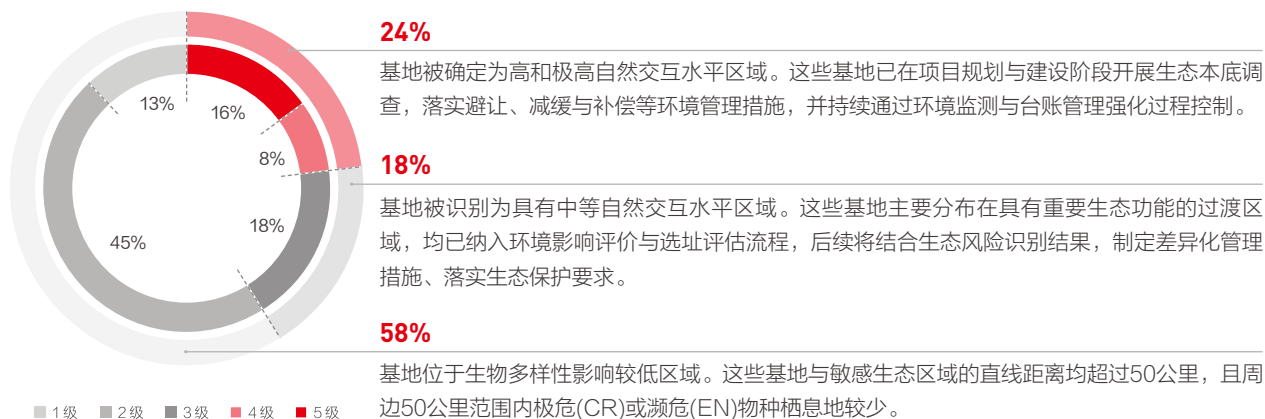 24%
基地被确定为高和极高自然交互水平区域。这些基地已在项目规划与建设阶段开展生态本底调
查，落实避让、减缓与补偿等环境管理措施，并持续通过环境监测与台账管理强化过程控制。
18%
基地被识别为具有中等自然交互水平区域。这些基地主要分布在具有重要生态功能的过渡区
域，均已纳入环境影响评价与选址评估流程，后续将结合生态风险识别结果，制定差异化管理
措施、落实生态保护要求。
58%
基地位于生物多样性影响较低区域。这些基地与敏感生态区域的直线距离均超过50公里，且周
边50公里范围内极危(CR)或濒危(EN)物种栖息地较少。
13%
16%
8%
18%
45%
1级 2级 3级 4级 5级